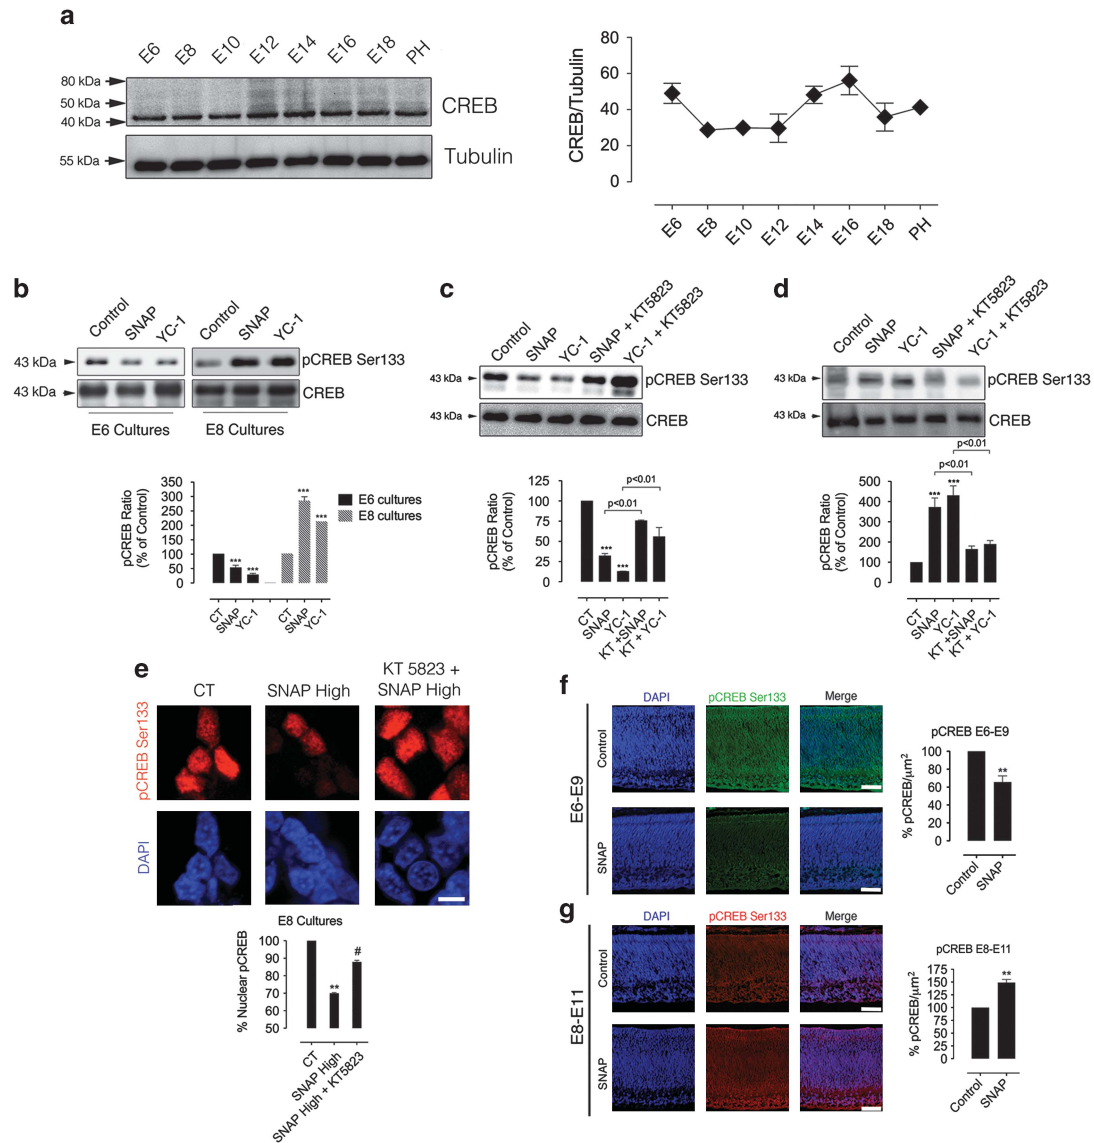 a
E6 E8 E10 E12 E14 E16 E18 PH
80 kDa
50 kDa
40 kDa
CREB
55 kDa
Tubulin
CREB/Tubulin
80
60
40
20
0
E6 E8 E10 E12 E14 E16 E18 PH
b
Control SNAP YC-1 Control SNAP YC-1
43 kDa
pCREB Ser133
43 kDa
CREB
E6 Cultures E8 Cultures
pCREB Ratio
(% of Control)
350
300
250
200
150
100
50
0
*** *** *** ***
E6 cultures
E8 cultures
CT SNAP YC-1 CT SNAP YC-1
c
Control SNAP YC-1 SNAP + KT5823 YC-1 + KT5823
43 kDa
pCREB Ser133
43 kDa
CREB
pCREB Ratio
(% of Control)
125
100
75
50
25
0
p<0.01
p<0.01
*** ***
CT SNAP YC-1 KT +SNAP KT + YC-1
d
Control SNAP YC-1 SNAP + KT5823 YC-1 + KT5823
43 kDa
pCREB Ser133
43 kDa
CREB
pCREB Ratio
(% of Control)
500
400
300
200
100
0
p<0.01
p<0.01
*** ***
CT SNAP YC-1 KT +SNAP KT + YC-1
e
CT SNAP High KT 5823 +
SNAP High
pCREB Ser133
DAPI
E8 Cultures
% Nuclear pCREB
100
90
80
70
60
50
** #
CT SNAP High SNAP High + KT5823
f
DAPI pCREB Ser133 Merge
E6-E9
Control
SNAP
pCREB E6-E9
% pCREB/μm2
100
80
60
40
20
0
**
Control SNAP
g
DAPI pCREB Ser133 Merge
E8-E11
Control
SNAP
pCREB E8-E11
% pCREB/μm2
175
150
125
100
75
50
25
0
**
Control SNAP